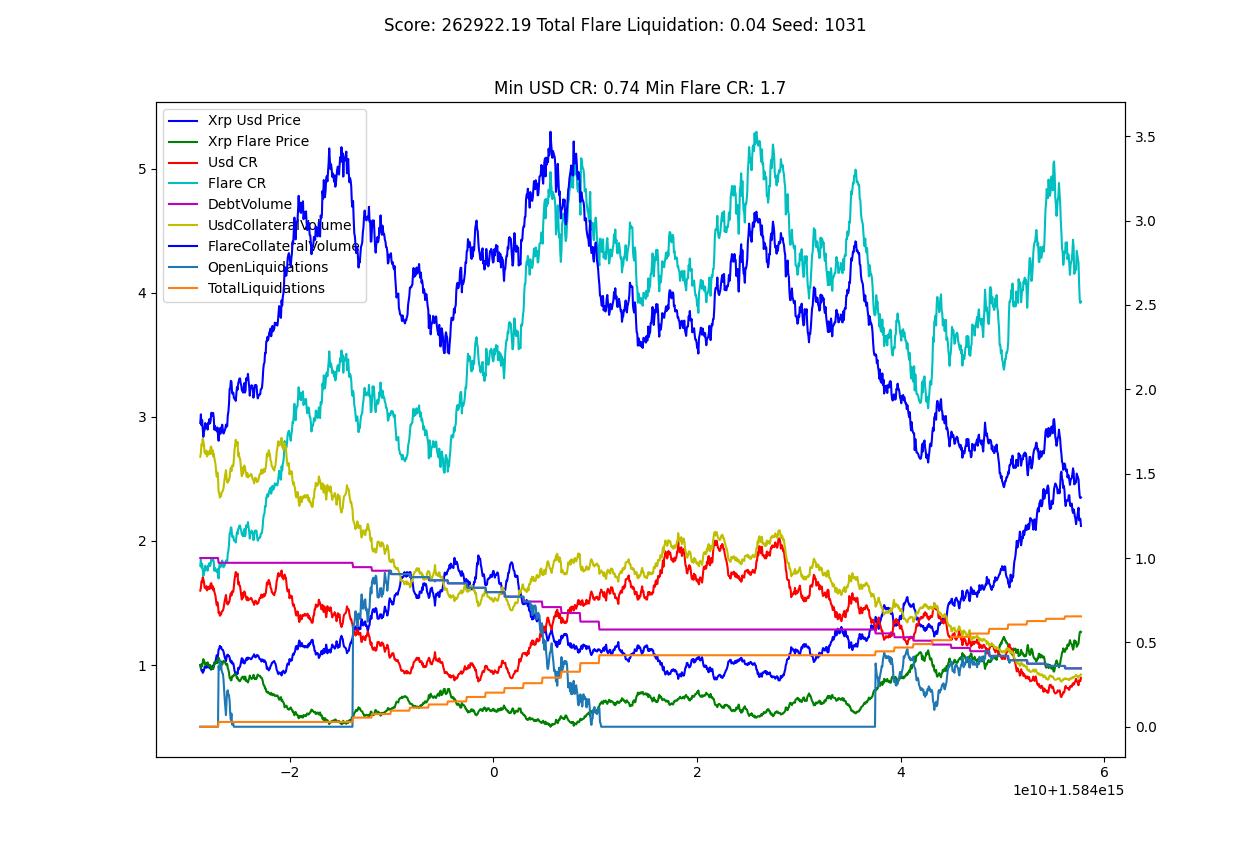 Score: 262922.19 Total Flare Liquidation: 0.04 Seed: 1031
Min USD CR: 0.74 Min Flare CR: 1.7
Xrp Usd Price
Xrp Flare Price
Usd CR
Flare CR
DebtVolume
UsdCollateralVolume
FlareCollateralVolume
OpenLiquidations
TotalLiquidations
5
4
3
2
1
3.5
3.0
2.5
2.0
1.5
1.0
0.5
0.0
−2
0
2
4
6
1e10+1.584e15